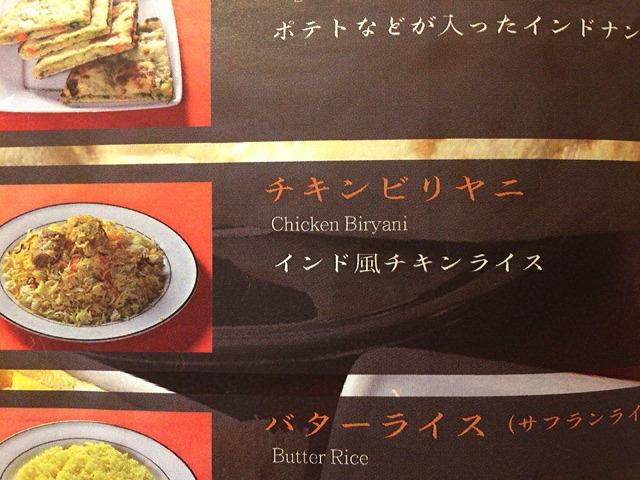 ポテトなどが入ったインドナン
チキンビリヤニ
Chicken Biryani
インド風チキンライス
バターライス (サフランライ
Butter Rice